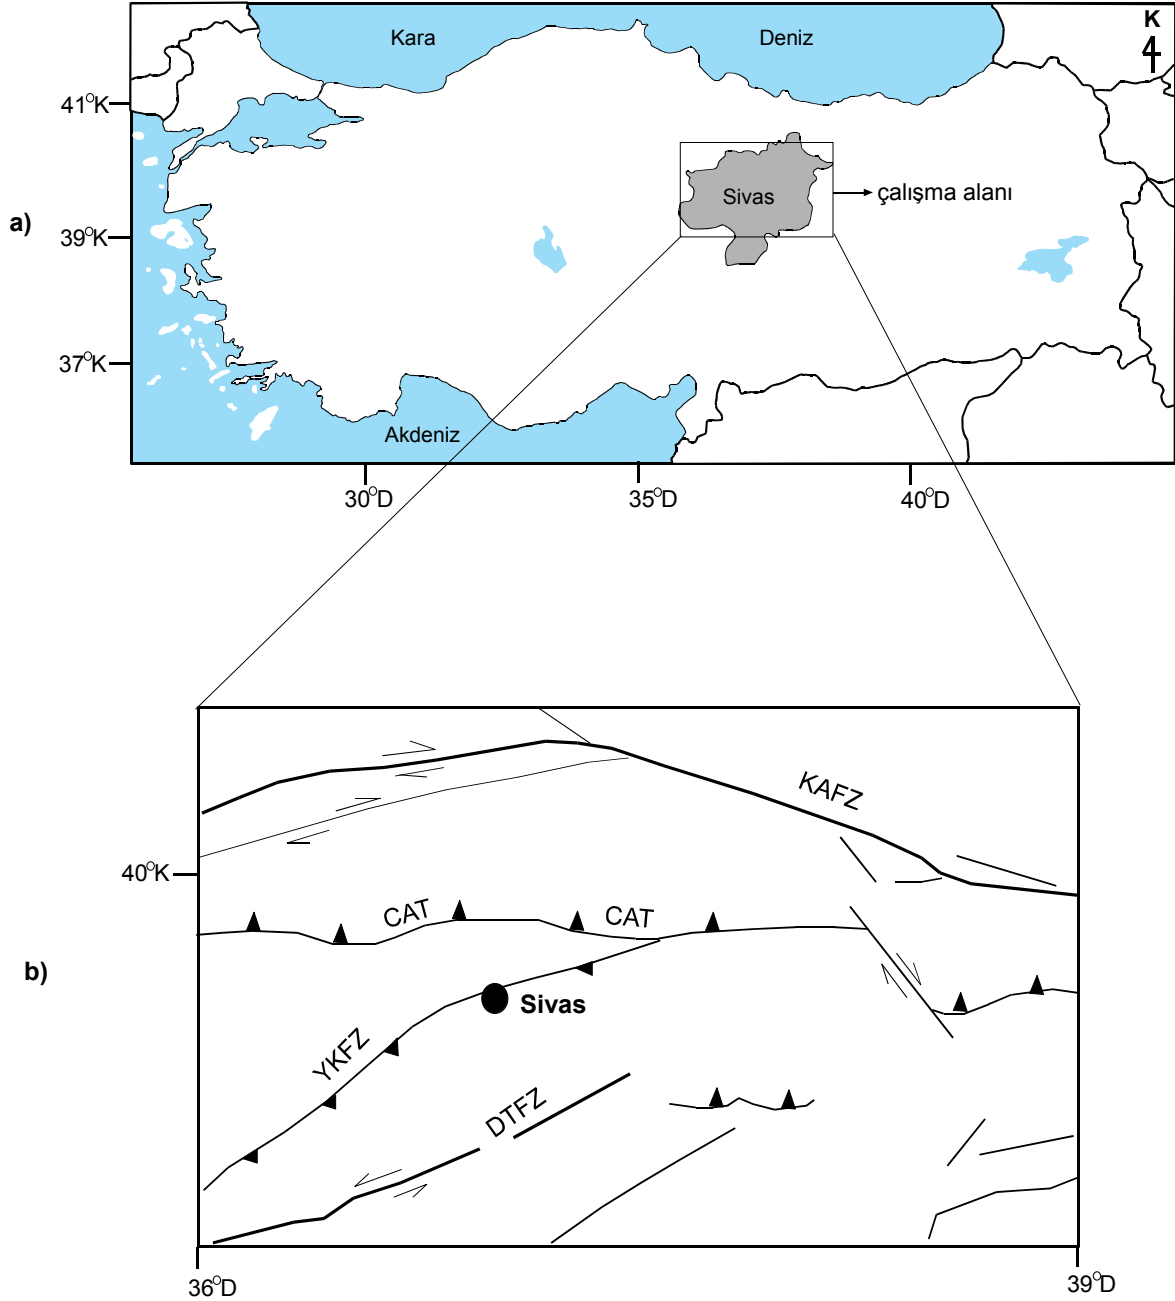 Kara
Deniz
K
41°K
Sivas
çalışma alanı
a)
39°K
37°K
Akdeniz
30°D
35°D
40°D
KAFZ
40°K
CAT
CAT
b)
Sivas
YKFZ
DTFZ
36°D
39°D